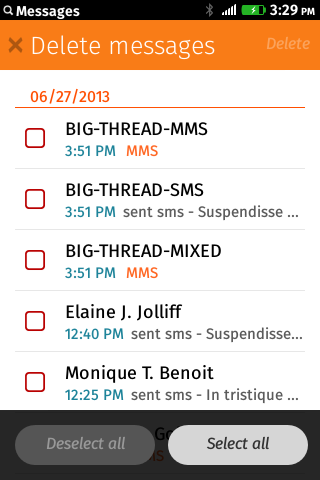 Messages 3:29 PM
Delete messages Delete
06/27/2013
BIG-THREAD-MMS
3:51 PM MMS
BIG-THREAD-SMS
3:51 PM sent sms - Suspendisse ...
BIG-THREAD-MIXED
3:51 PM MMS
Elaine J. Jolliff
12:40 PM sent sms - Suspendisse...
Monique T. Benoit
12:25 PM sent sms - In tristique ...
Deselect all Select all